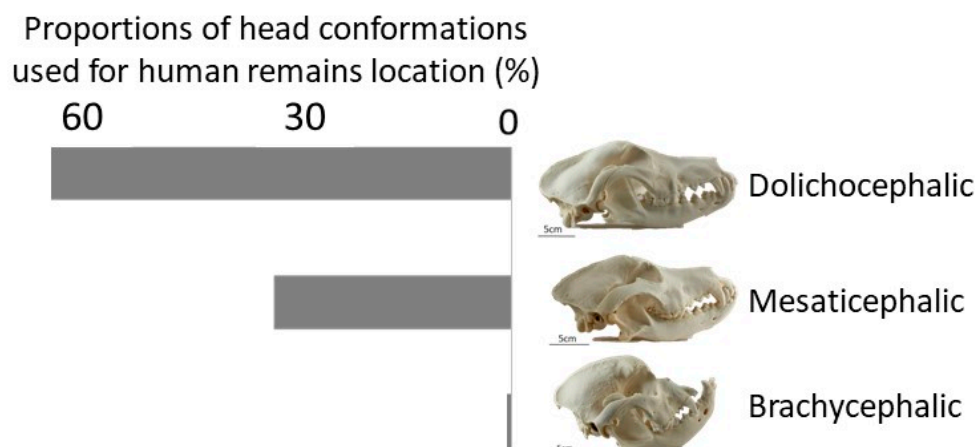 Proportions of head conformations
used for human remains location (%)
60 30 0
Dolichocephalic
5cm
Mesaticephalic
5cm
Brachycephalic